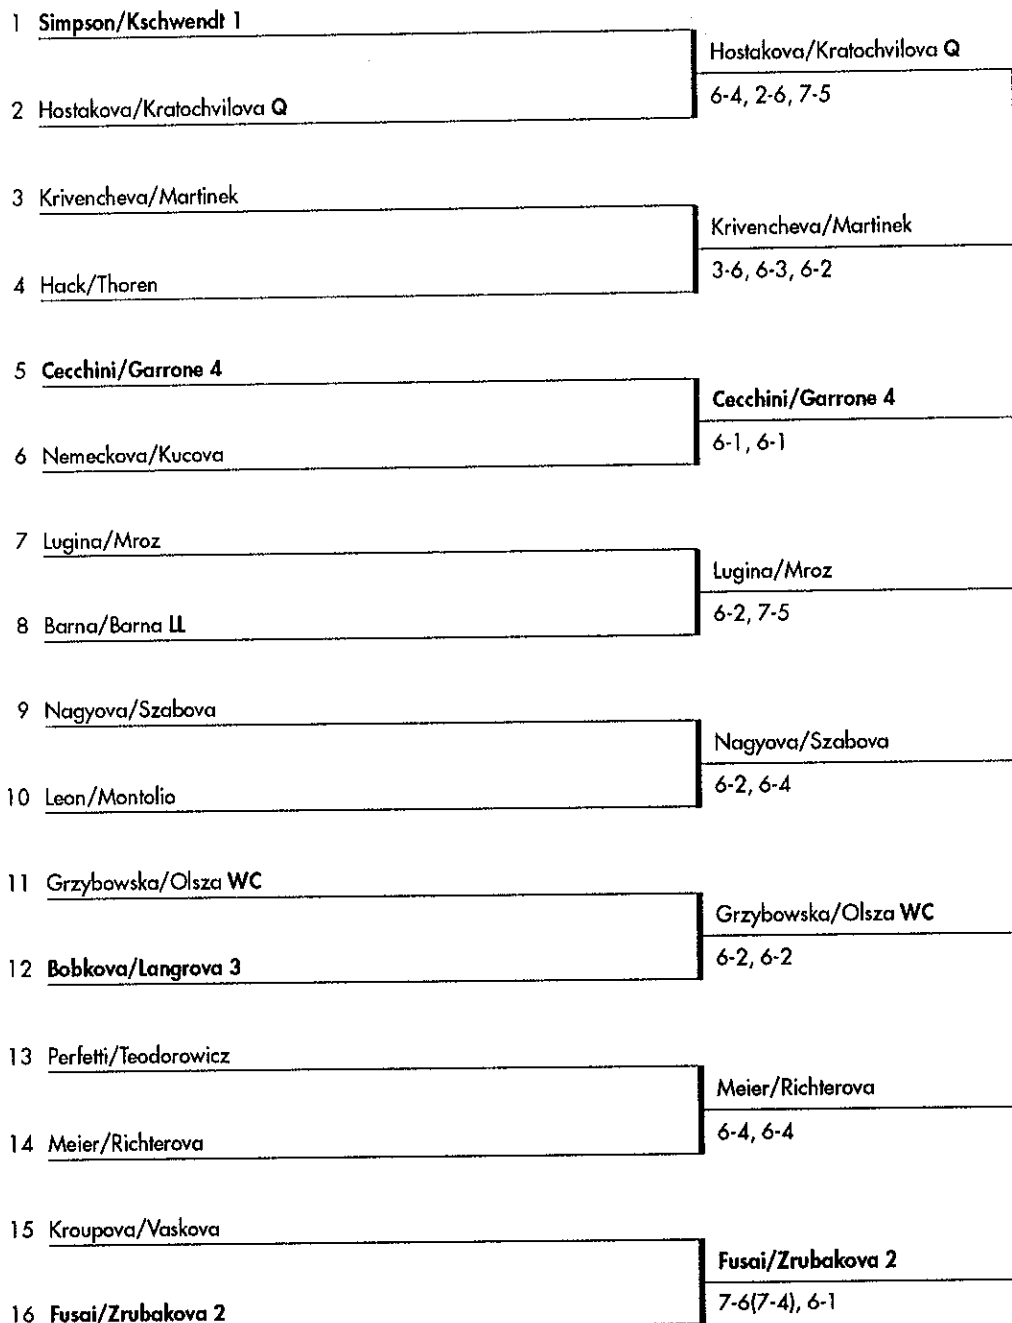 1 Simpson/Kschwendt 1
Hostakova/Kratochvilova Q
6-4, 2-6, 7-5
2 Hostakova/Kratochvilova Q
3 Krivencheva/Martinek
Krivencheva/Martinek
3-6, 6-3, 6-2
4 Hack/Thoren
5 Cecchini/Garrone 4
Cecchini/Garrone 4
6-1, 6-1
6 Nemeckova/Kucova
7 Lugina/Mroz
Lugina/Mroz
6-2, 7-5
8 Barna/Barna LL
9 Nagyova/Szabova
Nagyova/Szabova
6-2, 6-4
10 Leon/Montolio
11 Grzybowska/Olsza WC
Grzybowska/Olsza WC
6-2, 6-2
12 Bobkova/Langrova 3
13 Perfetti/Teodorowicz
Meier/Richterova
6-4, 6-4
14 Meier/Richterova
15 Kroupova/Vaskova
Fusai/Zrubakova 2
7-6(7-4), 6-1
16 Fusai/Zrubakova 2